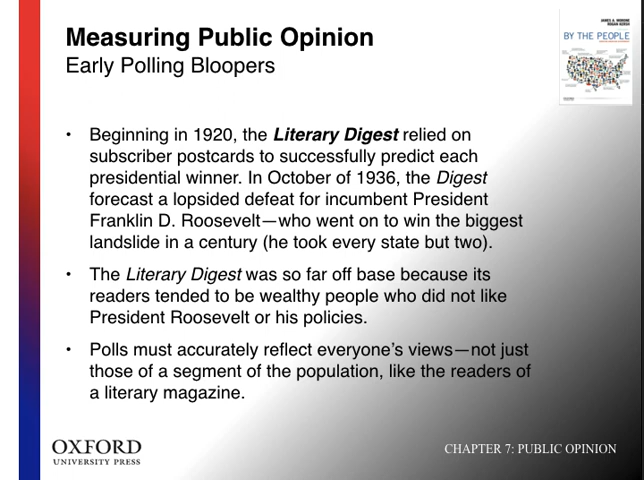 Measuring Public Opinion
Early Polling Bloopers
BY THE PEOPLE
• Beginning in 1920, the Literary Digest relied on
subscriber postcards to successfully predict each
presidential winner. In October of 1936, the Digest
forecast a lopsided defeat for incumbent President
Franklin D. Roosevelt—who went on to win the biggest
landslide in a century (he took every state but two).
• The Literary Digest was so far off base because its
readers tended to be wealthy people who did not like
President Roosevelt or his policies.
• Polls must accurately reflect everyone's views—not just
those of a segment of the population, like the readers of
a literary magazine.
OXFORD
UNIVERSITY PRESS
CHAPTER 7: PUBLIC OPINION